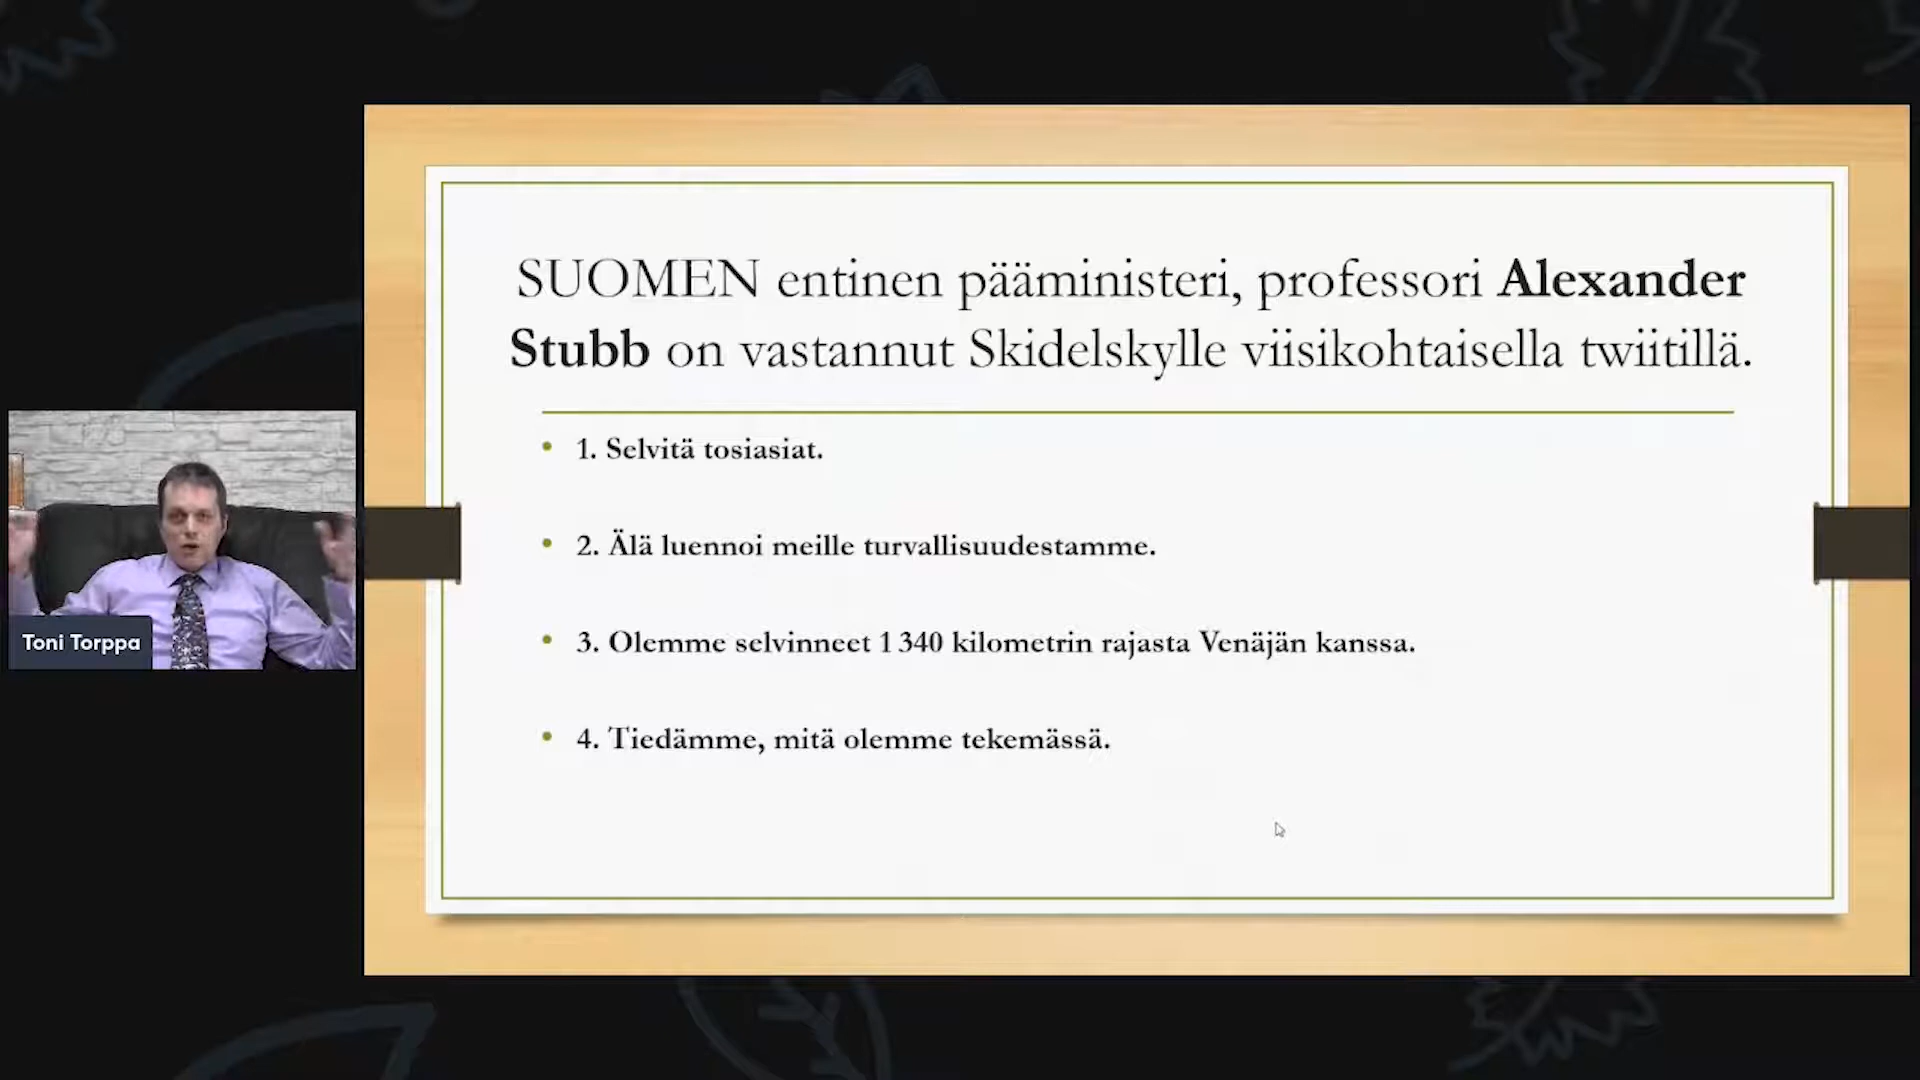 SUOMEN entinen pääministeri, professori Alexander
Stubb on vastannut Skidelskylle viisikohtaisella twiitillä.
• 1. Selvitä tosiasiat.
• 2. Älä luennoi meille turvallisuudestamme.
• 3. Olemme selvinneet 1 340 kilometrin rajasta Venäjän kanssa.
• 4. Tiedämme, mitä olemme tekemässä.
Toni Torppa